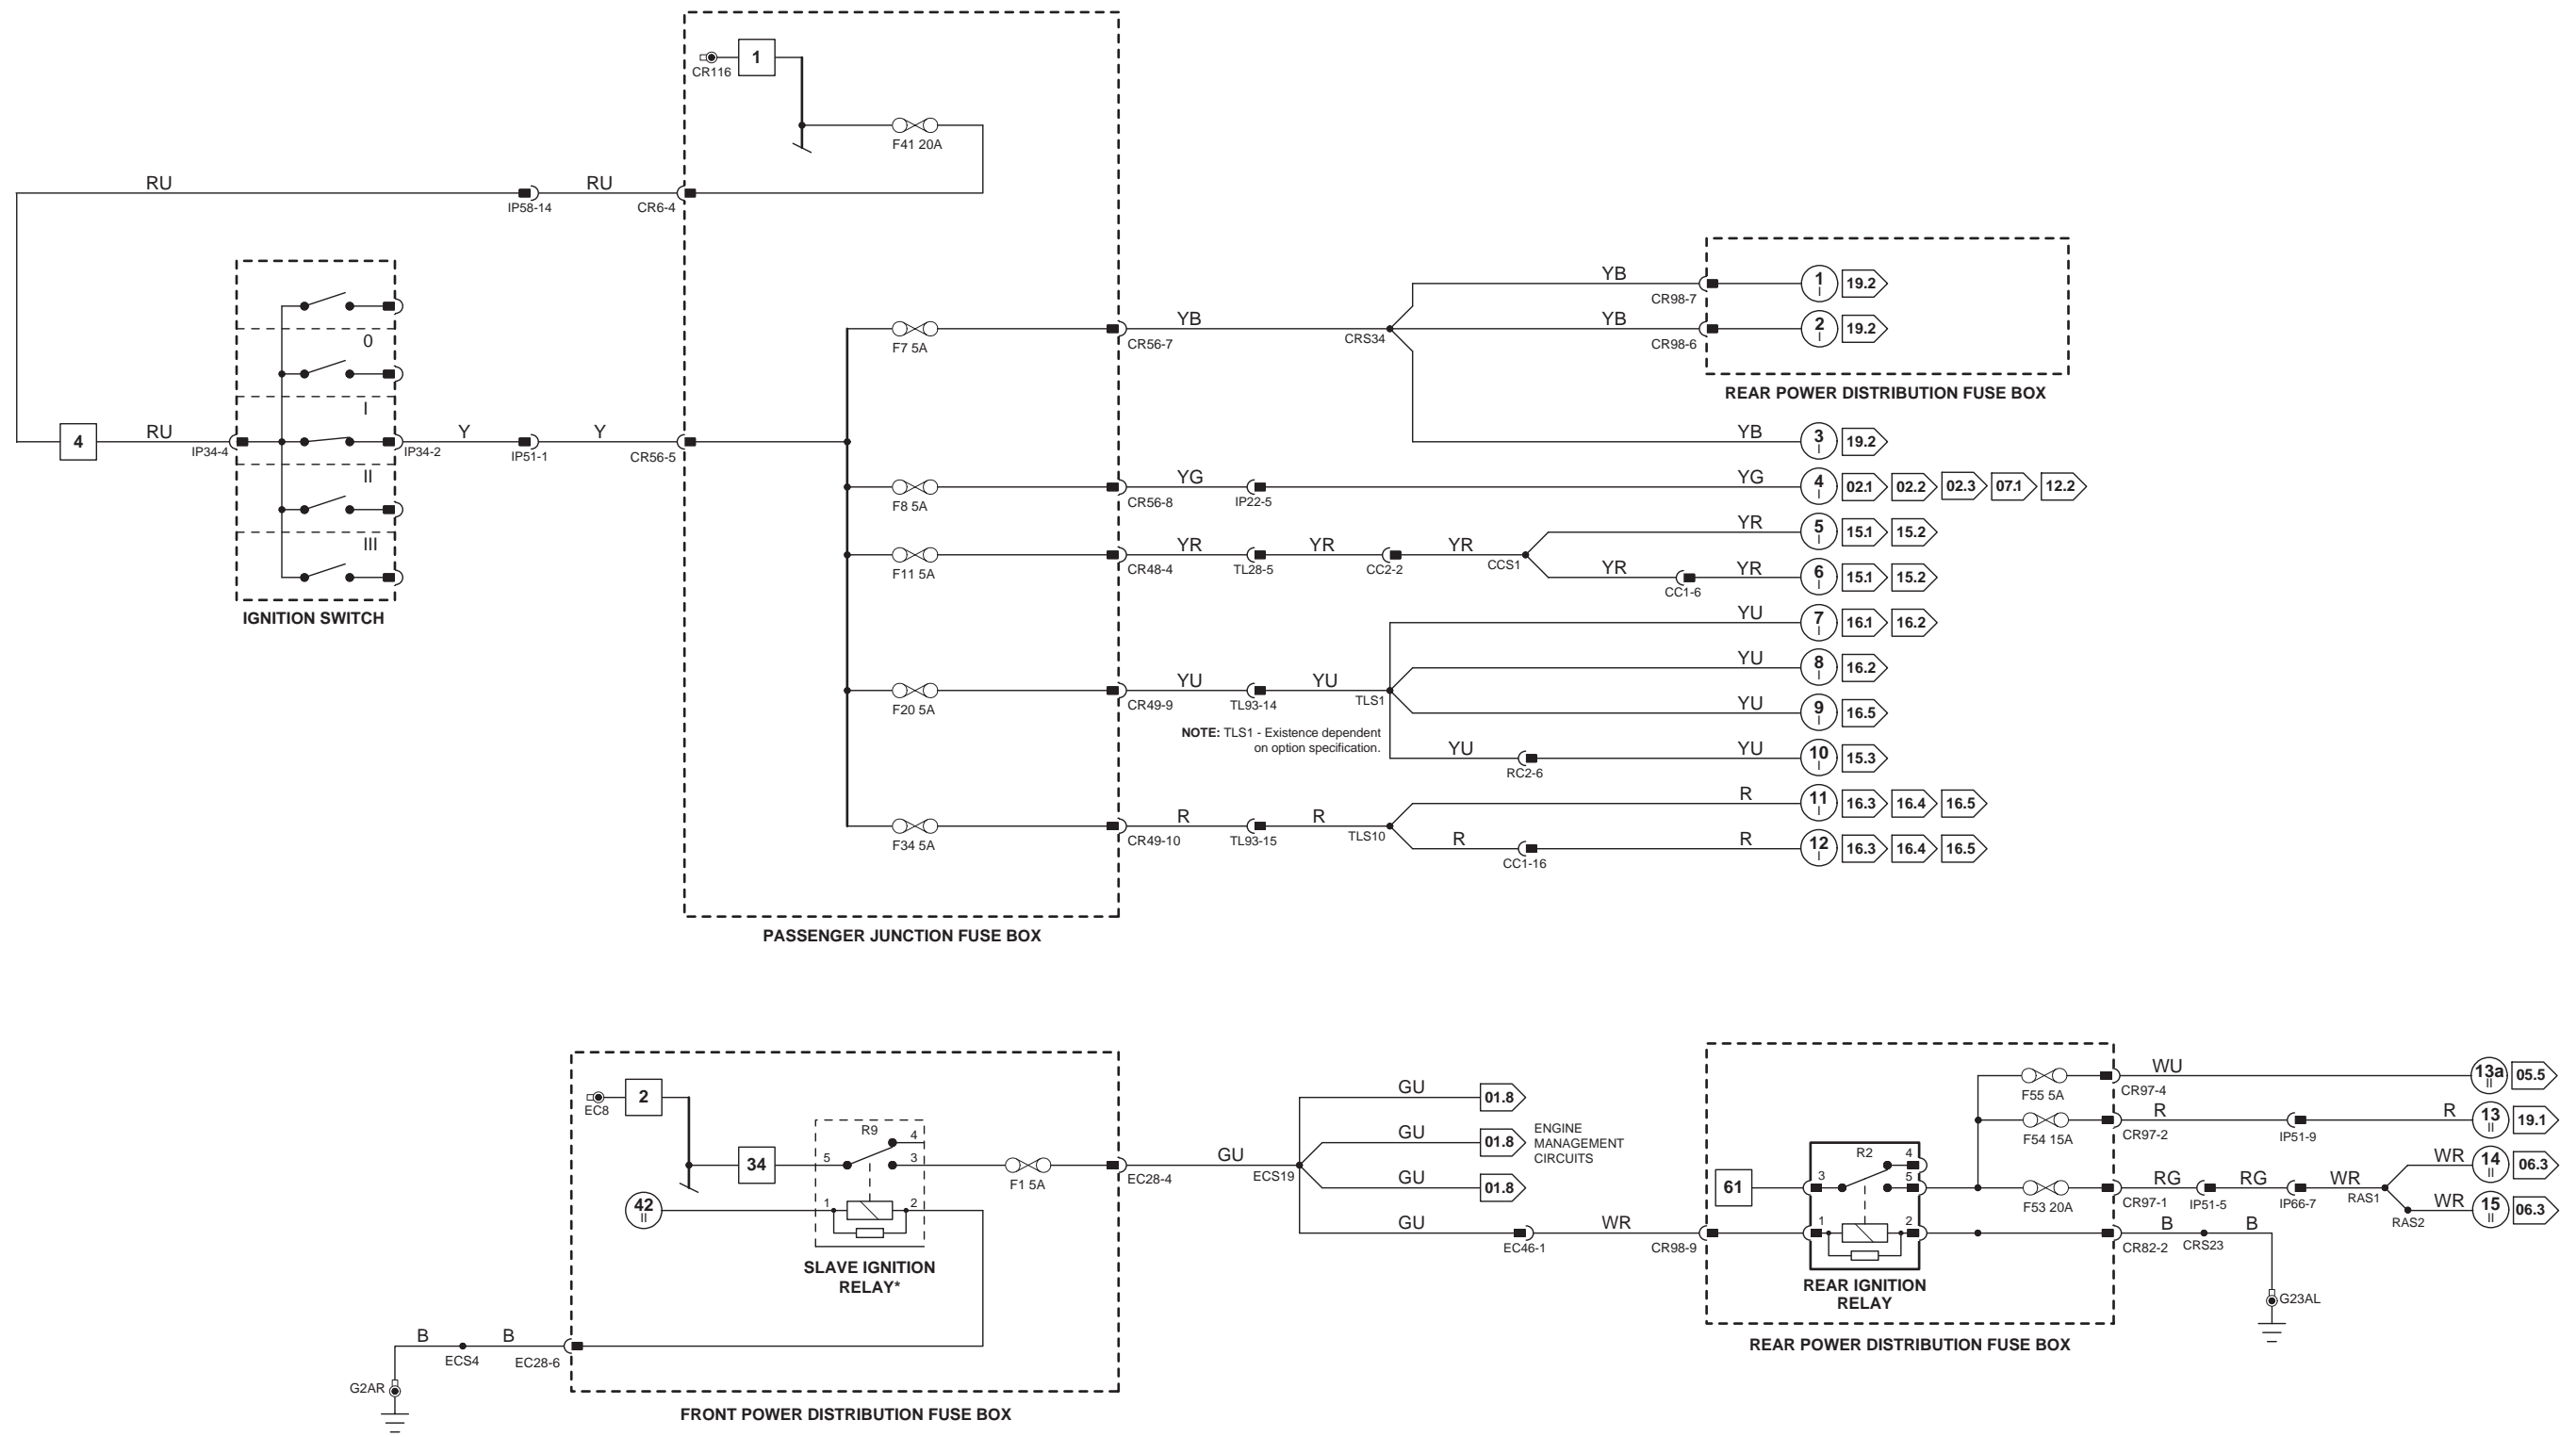 CR116
1
F41 20A
RU
RU
IP58-14
CR6-4
0
I
II
III
4
RU
IP34-4
IP34-2
Y
IP51-1
Y
CR56-5
IGNITION SWITCH
F7 5A
CR56-7
YB
CRS34
YB
CR98-7
1
I
19.2
YB
CR98-6
2
I
19.2
REAR POWER DISTRIBUTION FUSE BOX
YB
3
I
19.2
F8 5A
CR56-8
YG
IP22-5
YG
4
I
02.1
02.2
02.3
07.1
12.2
F11 5A
CR48-4
YR
TL28-5
YR
CC2-2
YR
CCS1
YR
5
I
15.1
15.2
YR
CC1-6
YR
6
I
15.1
15.2
F20 5A
CR49-9
YU
TL93-14
YU
TLS1
YU
7
I
16.1
16.2
YU
8
I
16.2
YU
9
I
16.5
NOTE: TLS1 - Existence dependent
on option specification.
YU
RC2-6
YU
10
I
15.3
F34 5A
CR49-10
R
TL93-15
R
TLS10
R
11
I
16.3
16.4
16.5
R
CC1-16
R
12
I
16.3
16.4
16.5
PASSENGER JUNCTION FUSE BOX
EC8
2
34
42
II
R9
4
5
3
1
2
SLAVE IGNITION
RELAY*
F1 5A
EC28-4
GU
ECS19
GU
01.8
GU
01.8
ENGINE
MANAGEMENT
CIRCUITS
GU
01.8
GU
EC46-1
WR
CR98-9
B
ECS4
B
EC28-6
G2AR
FRONT POWER DISTRIBUTION FUSE BOX
61
R2
4
3
5
1
2
REAR IGNITION
RELAY
F55 5A
CR97-4
WU
13a
II
05.5
F54 15A
CR97-2
R
IP51-9
R
13
II
19.1
F53 20A
CR97-1
RG
IP51-5
RG
IP66-7
WR
RAS1
WR
14
II
06.3
RAS2
WR
15
II
06.3
CR82-2
B
CRS23
B
G23AL
REAR POWER DISTRIBUTION FUSE BOX